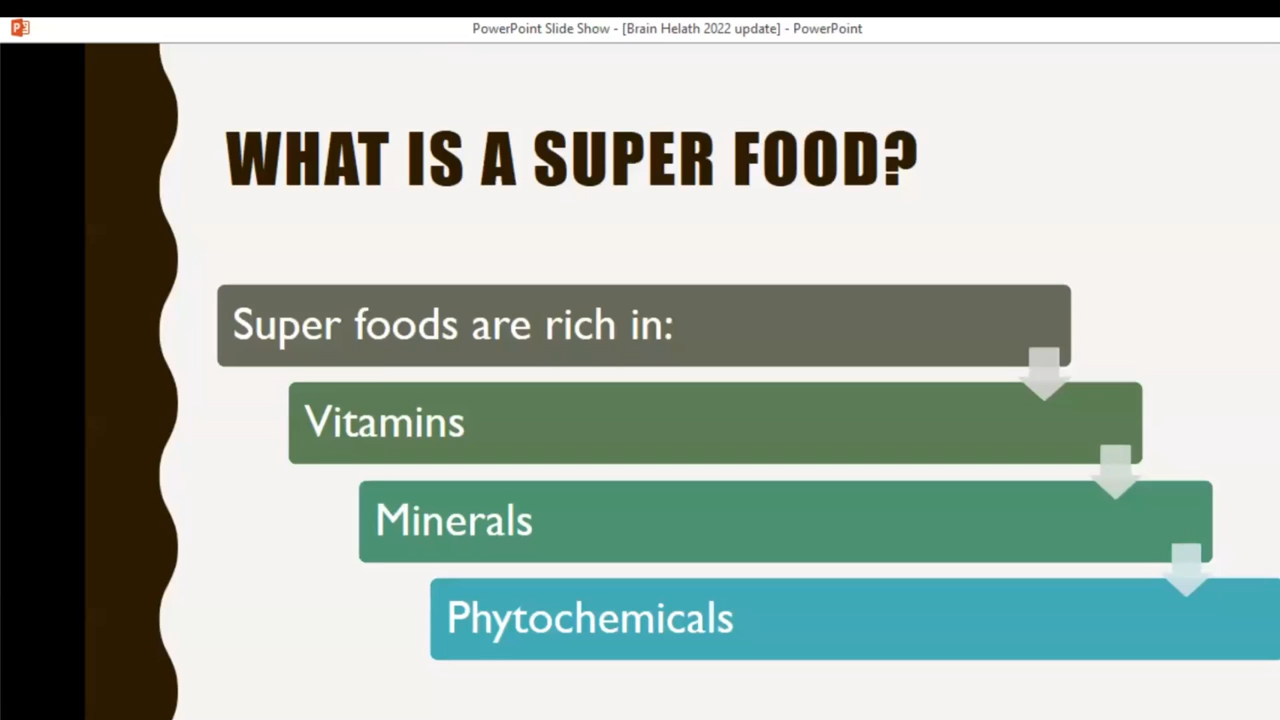 PowerPoint Slide Show - [Brain Helath 2022 update] - PowerPoint
WHAT IS A SUPER FOOD?
Super foods are rich in:
Vitamins
Minerals
Phytochemicals